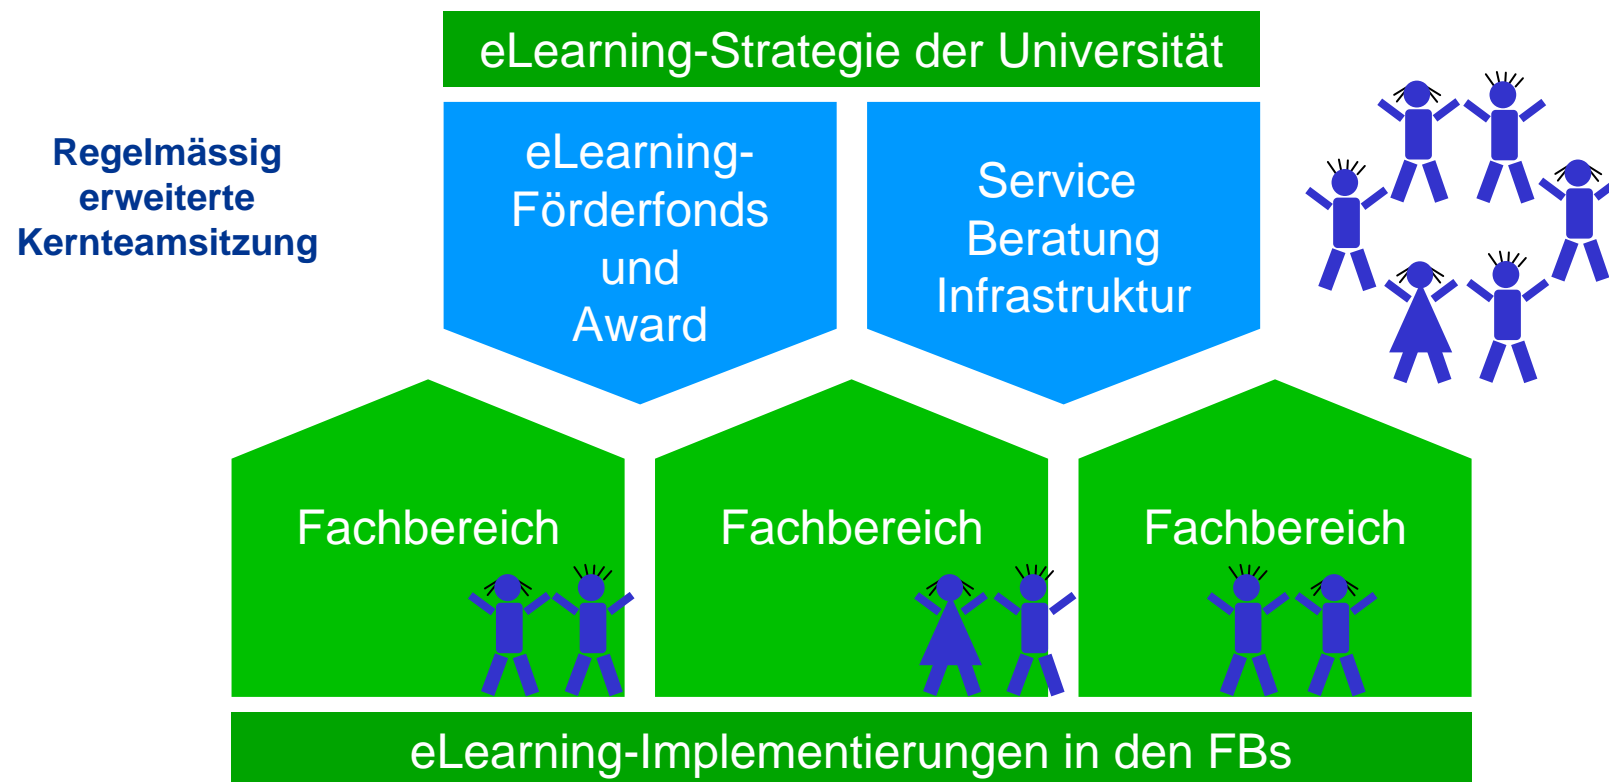 eLearning-Strategie der Universität
Regelmässig
erweiterte
Kernteamsitzung
eLearning-
Förderfonds
und
Award
Service
Beratung
Infrastruktur
Fachbereich
Fachbereich
Fachbereich
eLearning-Implementierungen in den FBs